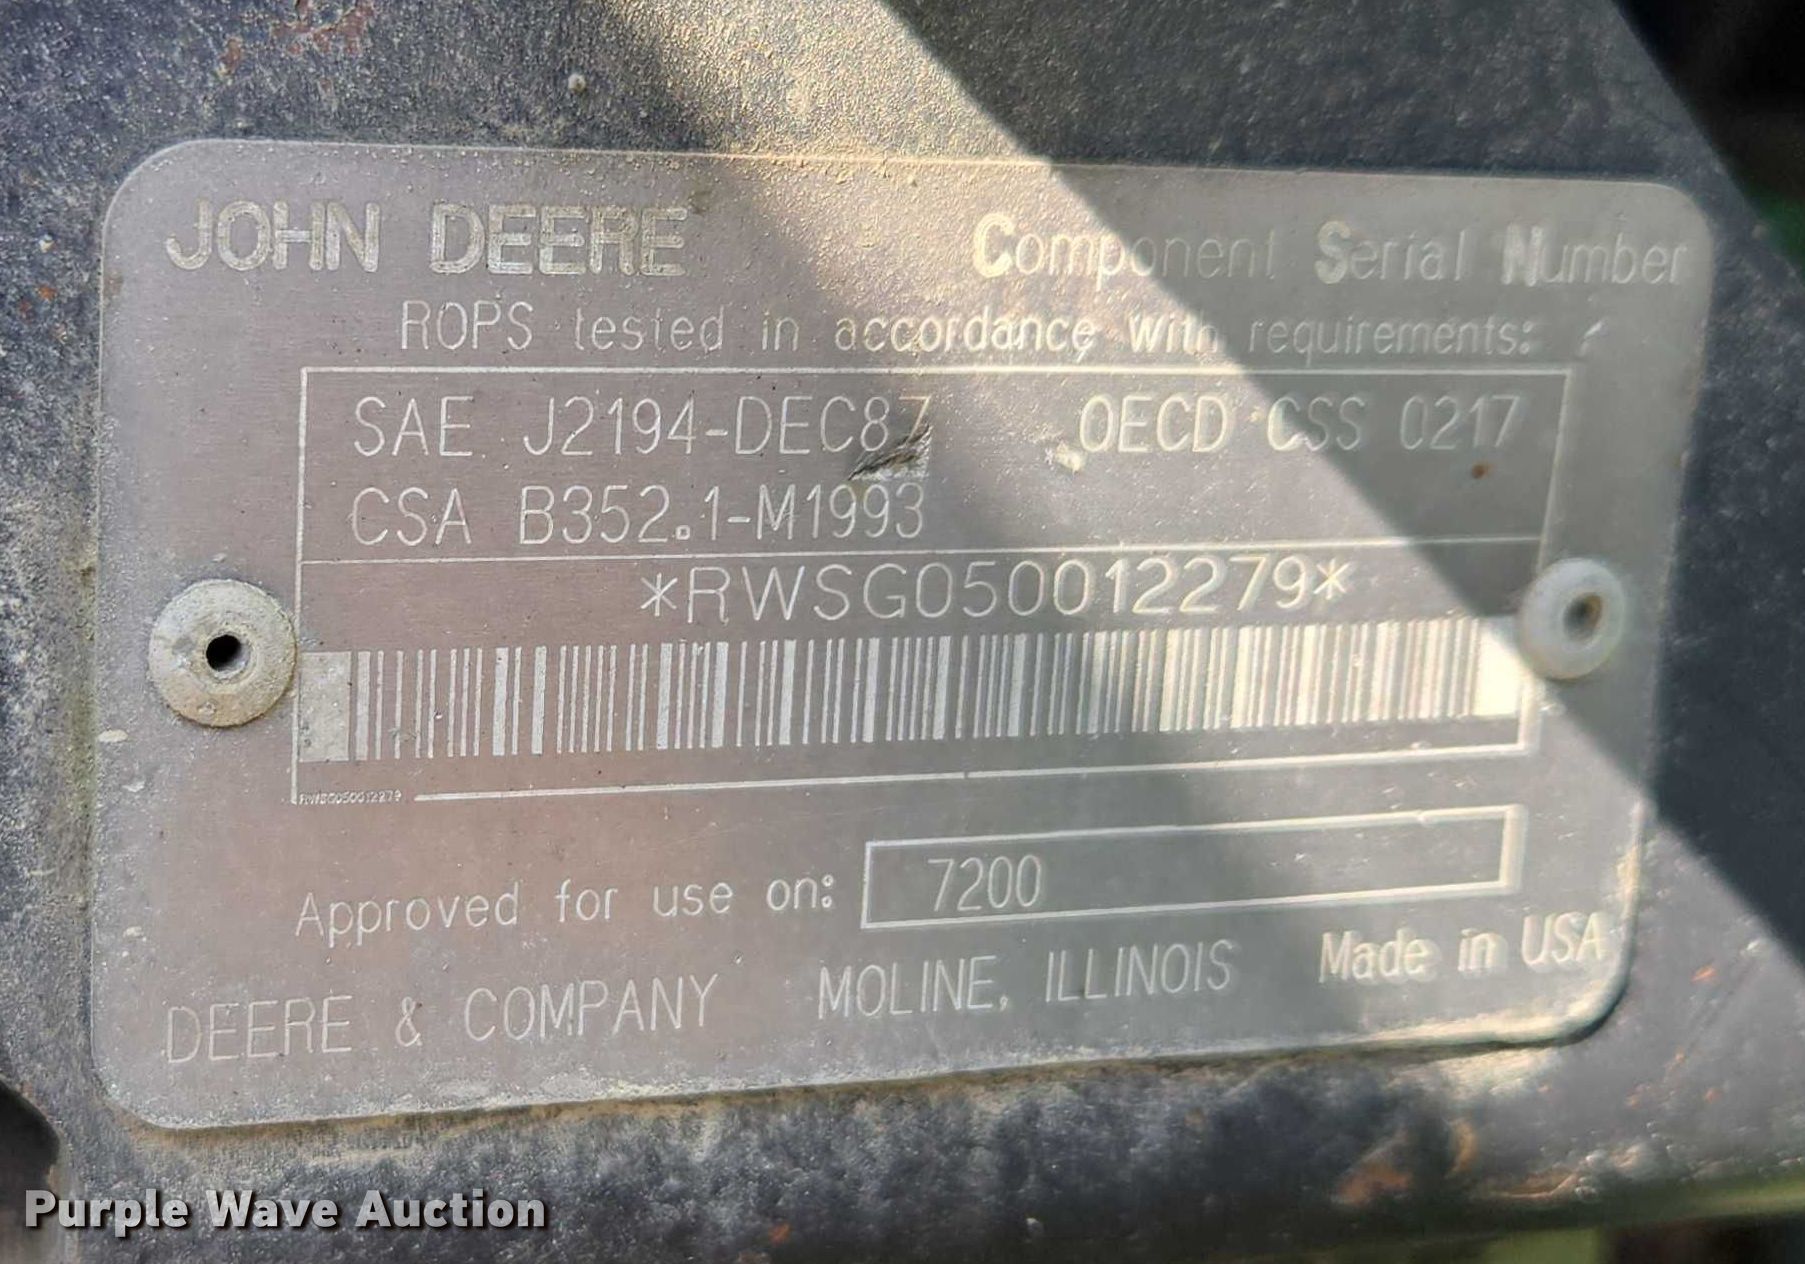 JOHN DEERE Component Serial Number
ROPS tested in accordance with requirements:
SAE J2194-DEC87 OECD CSS 0217
CSA B352.1-M1993
*RWSG050012279*
RWSG050012279
Approved for use on: 7200
DEERE & COMPANY MOLINE, ILLINOIS Made in USA
Purple Wave Auction